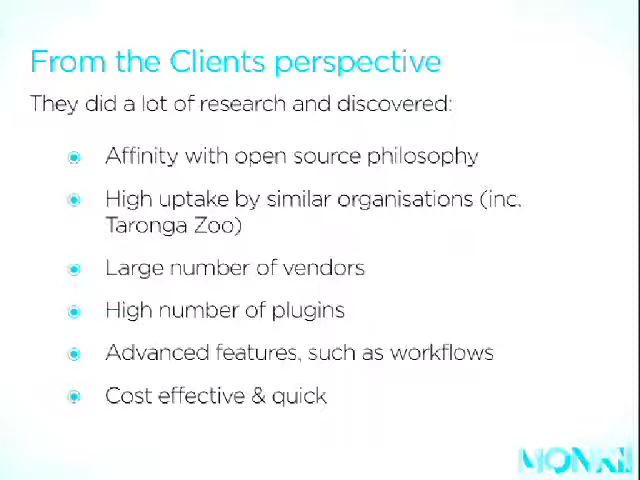 From the Clients perspective
They did a lot of research and discovered:
Affinity with open source philosophy
High uptake by similar organisations (inc.
Taronga Zoo)
Large number of vendors
High number of plugins
Advanced features, such as workflows
Cost effective & quick